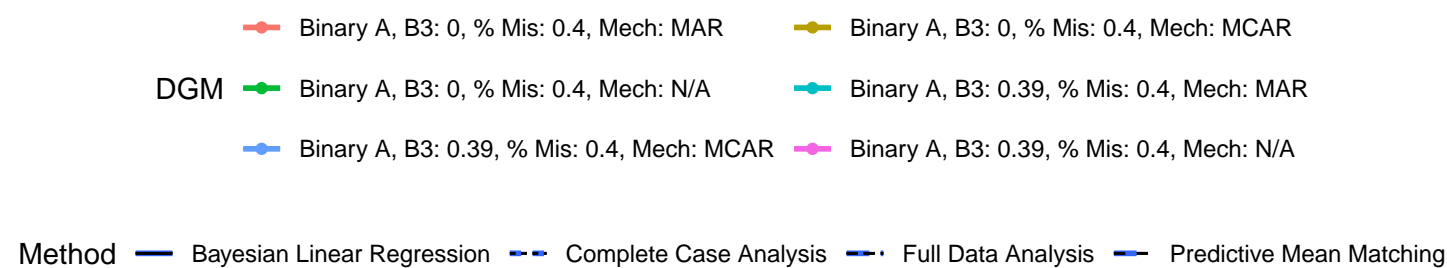 Binary A, B3: 0, % Mis: 0.4, Mech: MAR Binary A, B3: 0, % Mis: 0.4, Mech: MCAR
DGM Binary A, B3: 0, % Mis: 0.4, Mech: N/A Binary A, B3: 0.39, % Mis: 0.4, Mech: MAR
Binary A, B3: 0.39, % Mis: 0.4, Mech: MCAR Binary A, B3: 0.39, % Mis: 0.4, Mech: N/A
Method Bayesian Linear Regression Complete Case Analysis Full Data Analysis Predictive Mean Matching